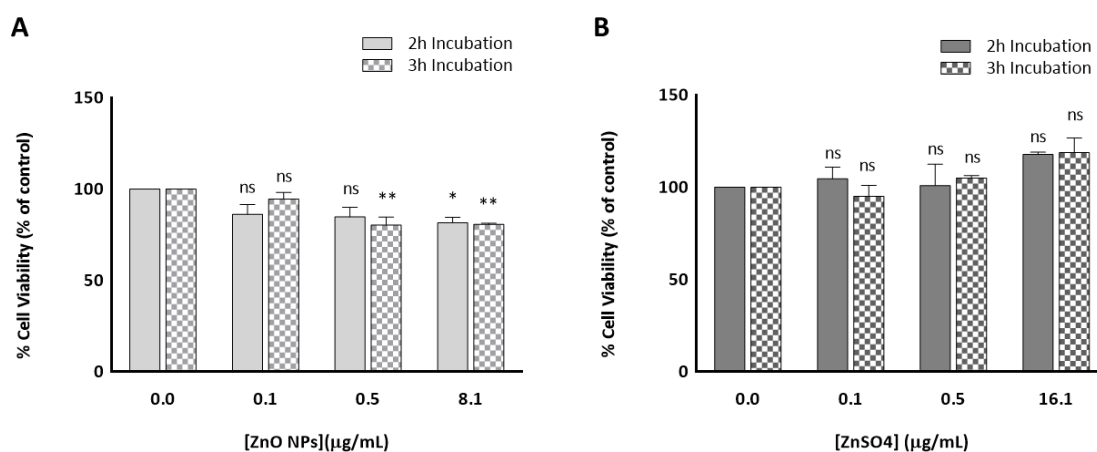 A
2h Incubation
3h Incubation
% Cell Viability (% of control)
150
100
50
0
ns
ns
ns
**
*
**
0.0
0.1
0.5
8.1
[ZnO NPs](μg/mL)
B
2h Incubation
3h Incubation
% Cell Viability (% of control)
150
100
50
0
ns
ns
ns
ns
ns
ns
0.0
0.1
0.5
16.1
[ZnSO4] (μg/mL)